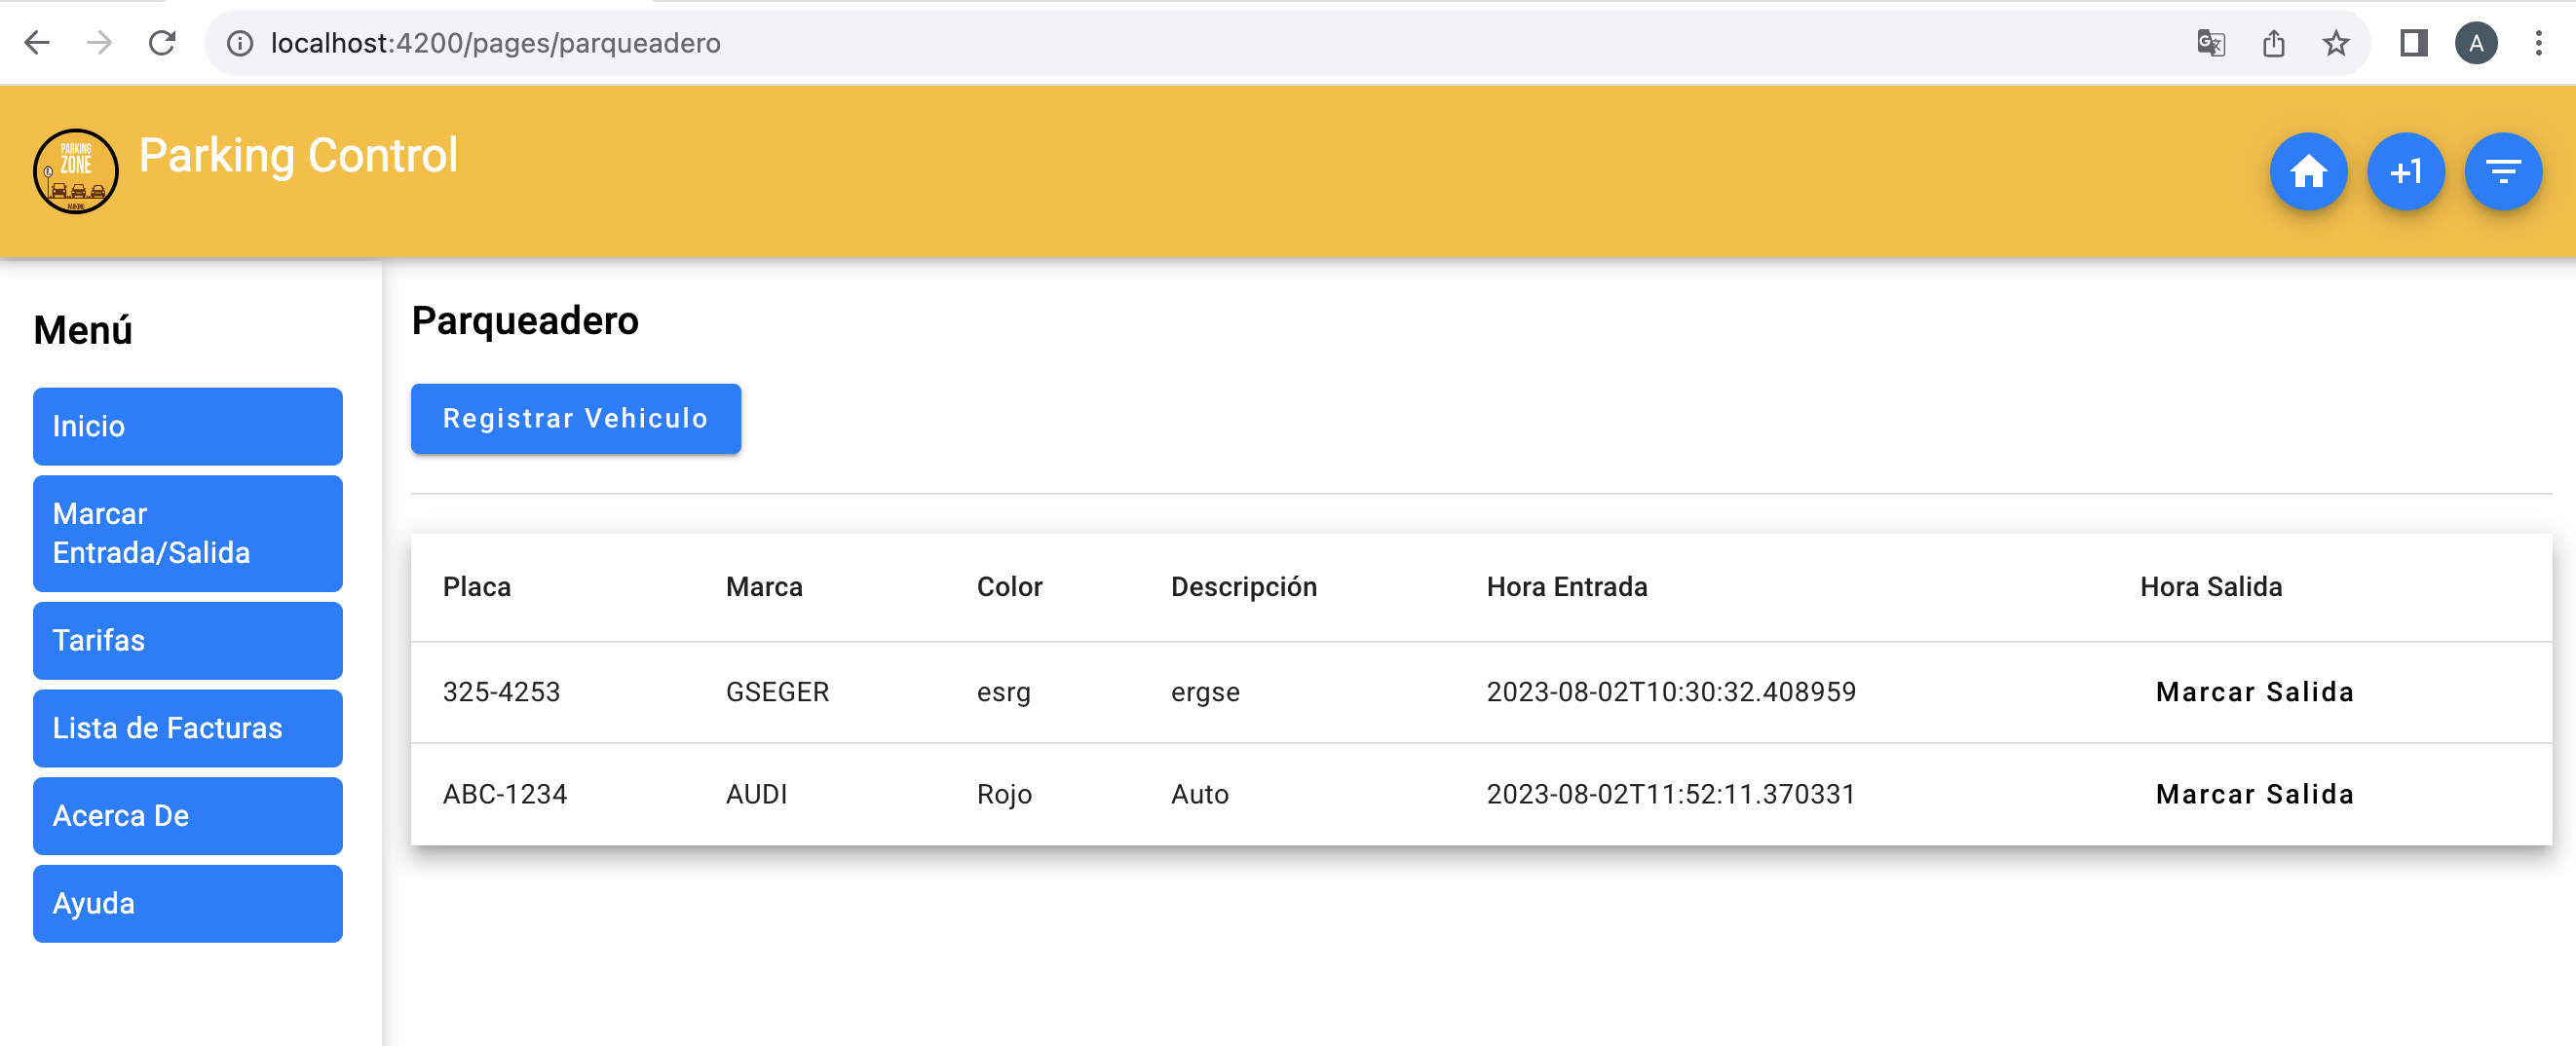 localhost:4200/pages/parqueadero
A
PARKING
ZONE
PARKING
Parking Control
+1
Menú
Inicio
Marcar
Entrada/Salida
Tarifas
Lista de Facturas
Acerca De
Ayuda
Parqueadero
Registrar Vehiculo
Placa Marca Color Descripción Hora Entrada Hora Salida
325-4253 GSEGER esrg ergse 2023-08-02T10:30:32.408959 Marcar Salida
ABC-1234 AUDI Rojo Auto 2023-08-02T11:52:11.370331 Marcar Salida